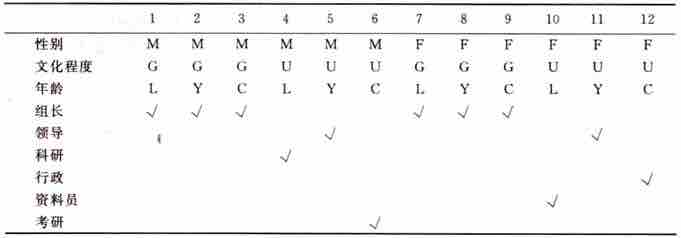 1 2 3 4 5 6 7 8 9 10 11 12
性别 M M M M M M F F F F F F
文化程度 G G G U U U G G G U U U
年龄 L Y C L Y C L Y C L Y C
组长 √ √ √ √ √ √
领导 √ √
科研 √
行政 √
资料员 √
考研 √